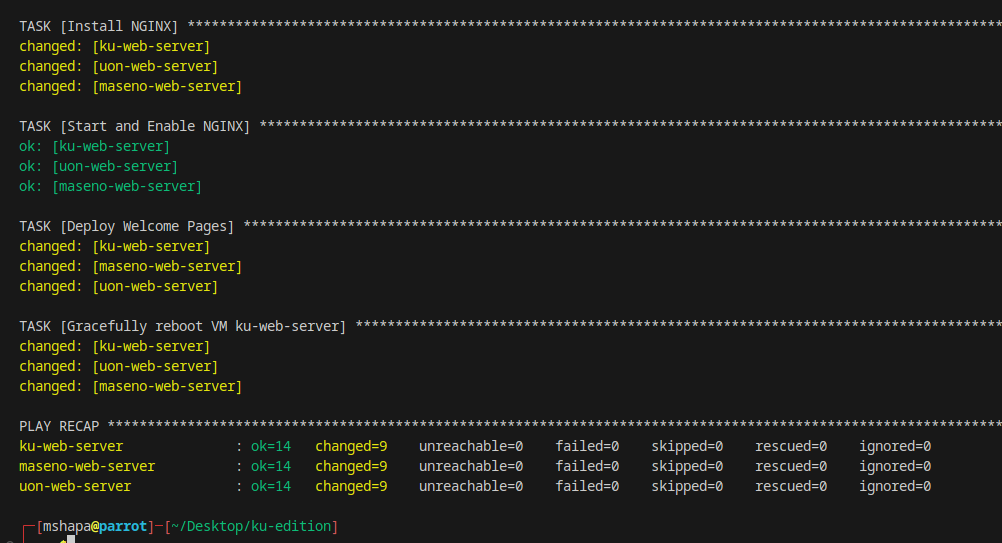 TASK [Install NGINX] ******************************************************************************************************
changed: [ku-web-server]
changed: [uon-web-server]
changed: [maseno-web-server]
TASK [Start and Enable NGINX] *********************************************************************************************
ok: [ku-web-server]
ok: [uon-web-server]
ok: [maseno-web-server]
TASK [Deploy Welcome Pages] ***********************************************************************************************
changed: [ku-web-server]
changed: [maseno-web-server]
changed: [uon-web-server]
TASK [Gracefully reboot VM ku-web-server] *********************************************************************************
changed: [ku-web-server]
changed: [uon-web-server]
changed: [maseno-web-server]
PLAY RECAP ****************************************************************************************************************
ku-web-server              : ok=14   changed=9    unreachable=0    failed=0    skipped=0    rescued=0    ignored=0
maseno-web-server          : ok=14   changed=9    unreachable=0    failed=0    skipped=0    rescued=0    ignored=0
uon-web-server             : ok=14   changed=9    unreachable=0    failed=0    skipped=0    rescued=0    ignored=0
┌─[mshapa@parrot]─[~/Desktop/ku-edition]